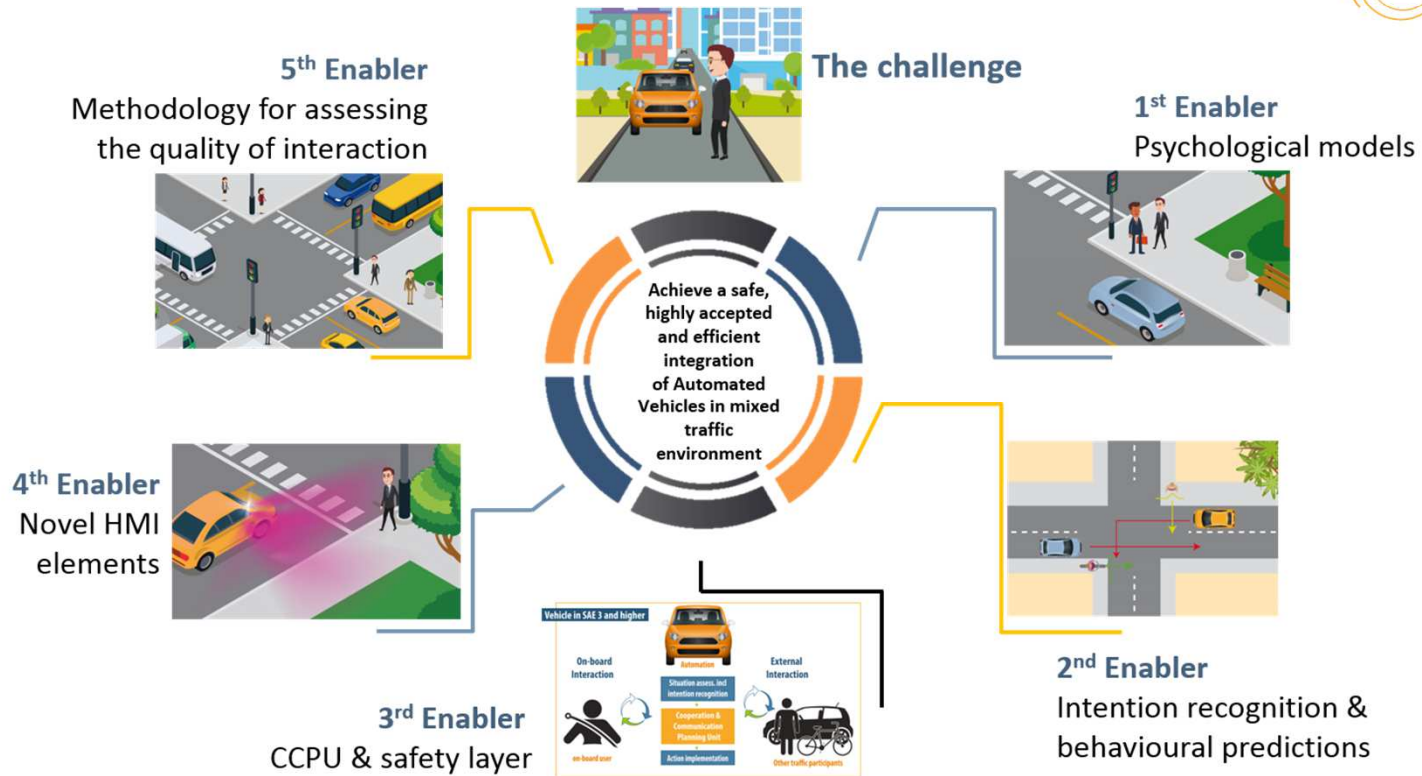 The challenge
5th Enabler
Methodology for assessing
the quality of interaction
1st Enabler
Psychological models
Achieve a safe,
highly accepted
and efficient
integration
of Automated
Vehicles in mixed
traffic
environment
4th Enabler
Novel HMI
elements
2nd Enabler
Intention recognition &
behavioural predictions
3rd Enabler
CCPU & safety layer
Vehicle in SAE 3 and higher
Automation
On-board
Interaction
External
Interaction
Situation assess. incl
intention recognition
Cooperation &
Communication
Planning Unit
Action implementation
on-board user
Other traffic participants